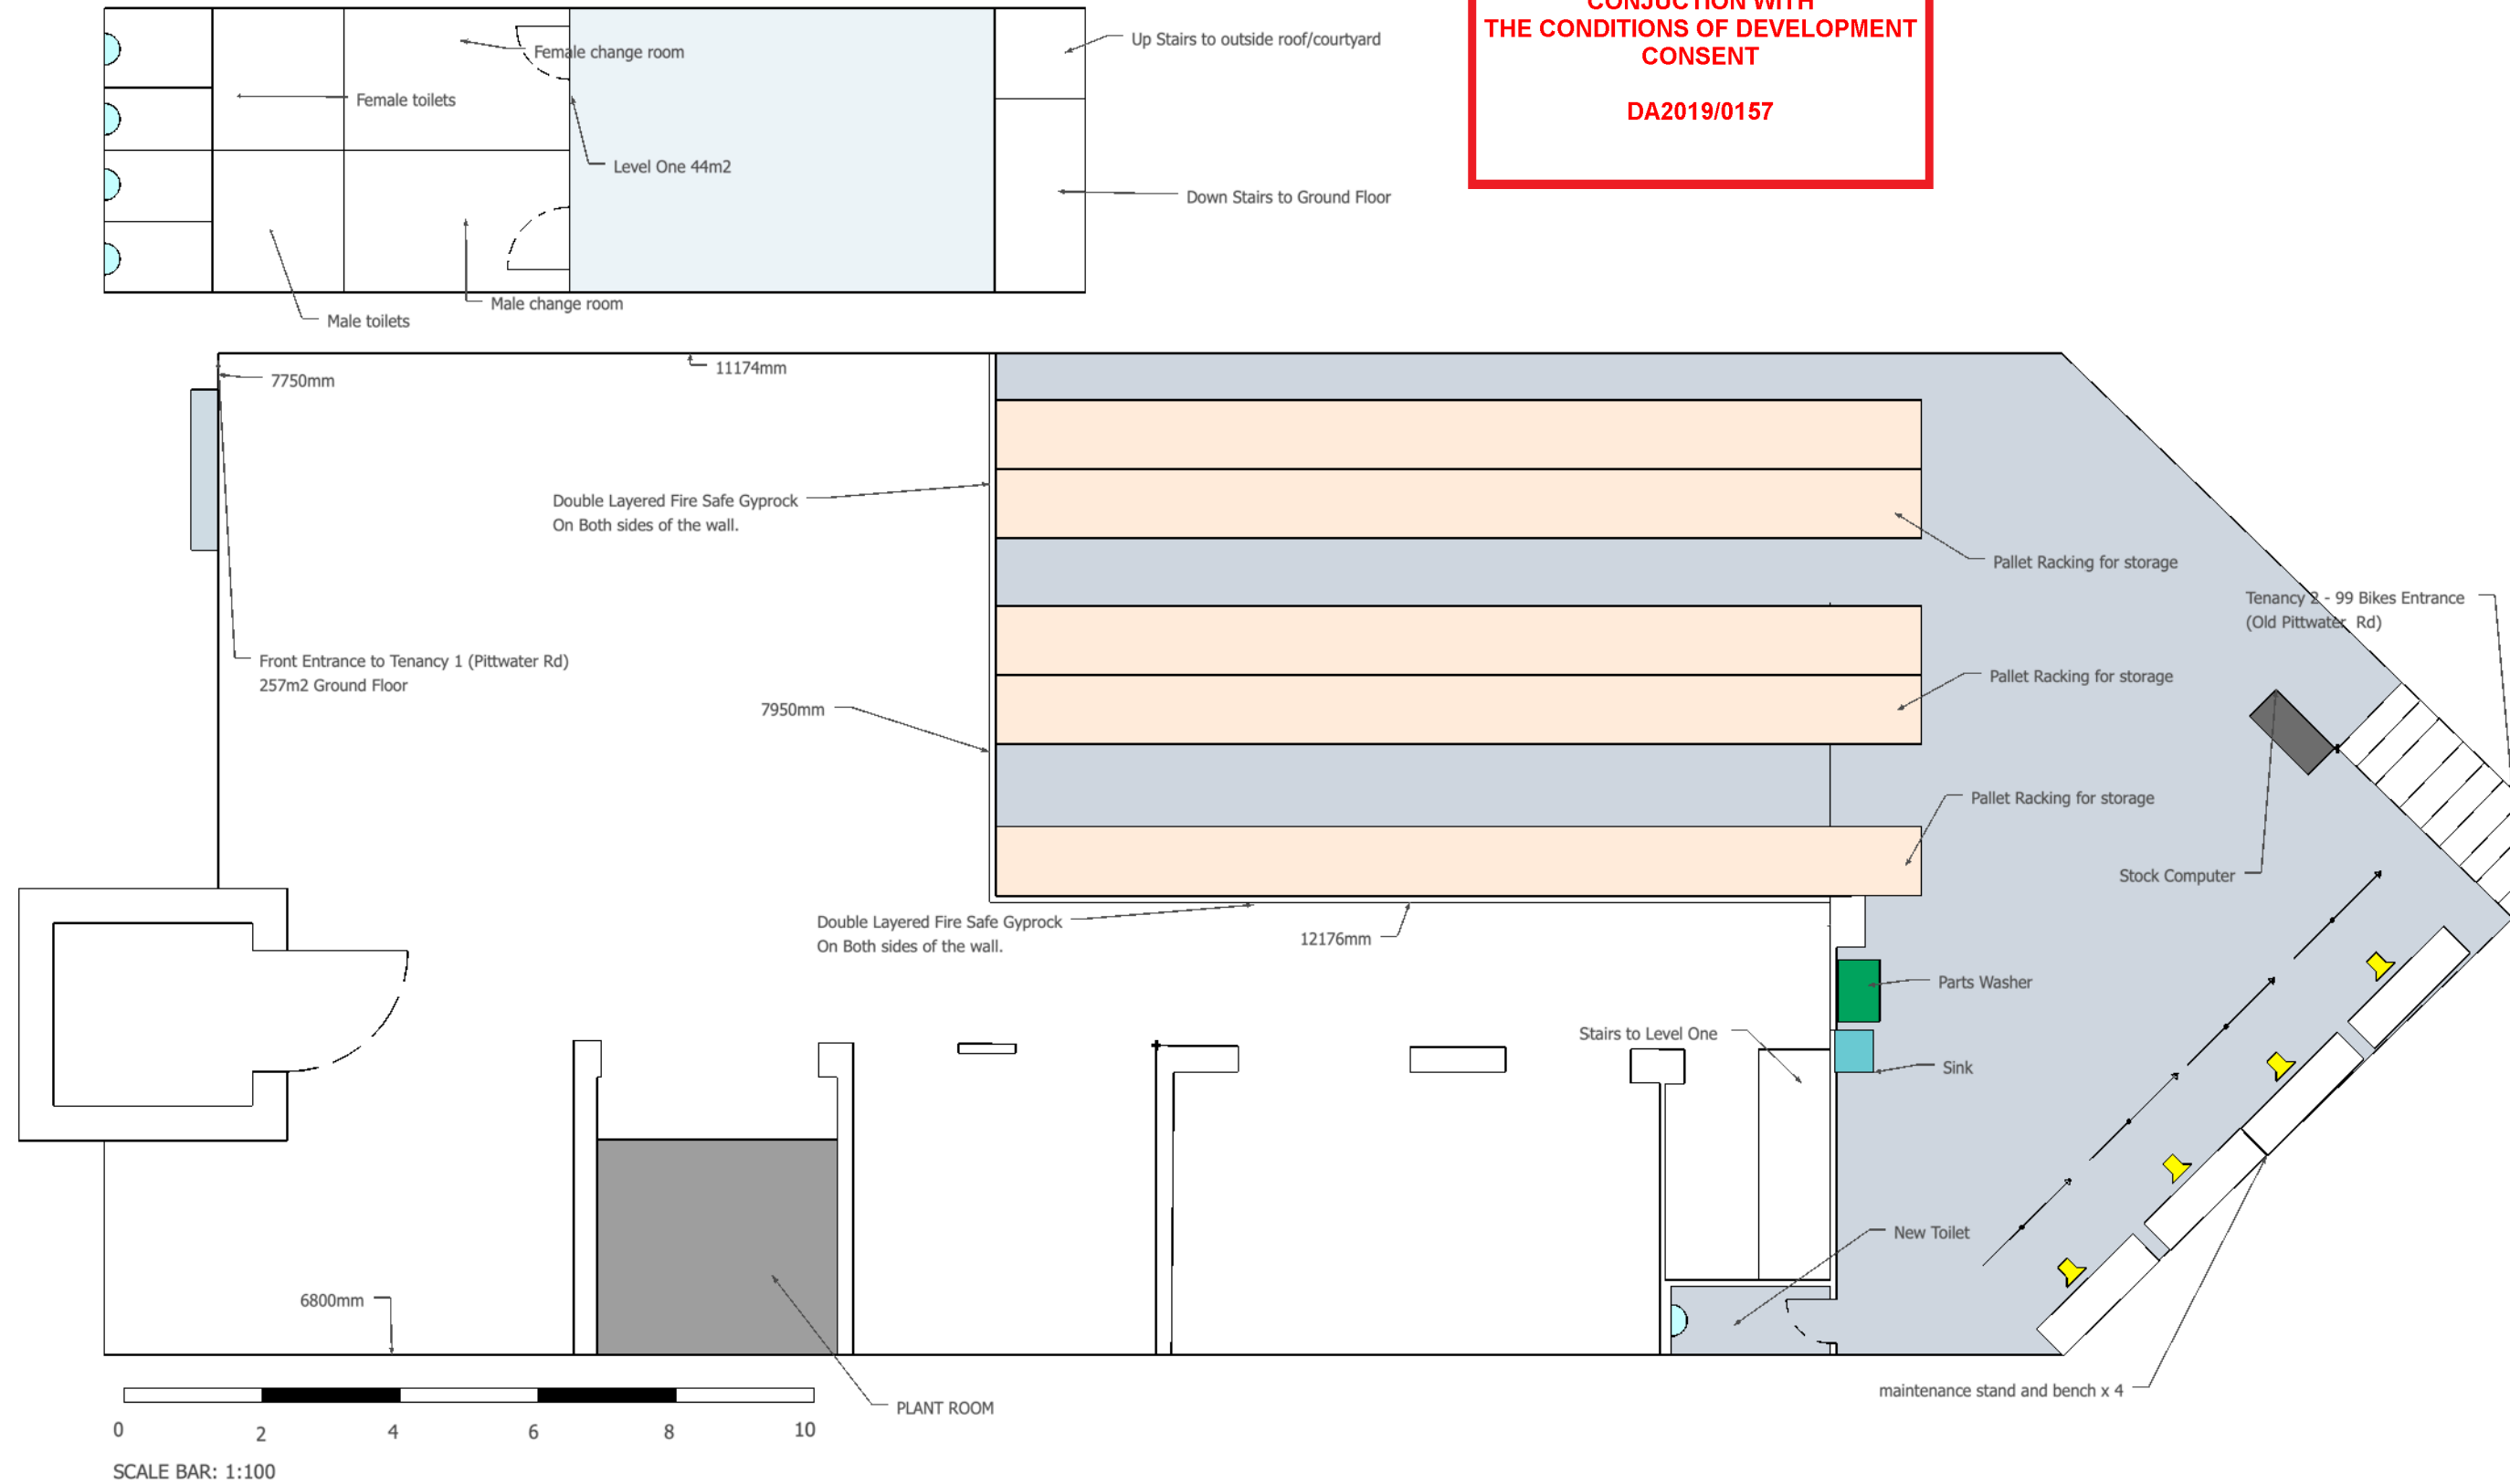 CONJUCTION WITH
THE CONDITIONS OF DEVELOPMENT
CONSENT
DA2019/0157
Female change room
Up Stairs to outside roof/courtyard
Female toilets
Level One 44m2
Down Stairs to Ground Floor
Male change room
Male toilets
11174mm
7750mm
Double Layered Fire Safe Gyprock
On Both sides of the wall.
Pallet Racking for storage
Tenancy 2 - 99 Bikes Entrance
(Old Pittwater Rd)
Front Entrance to Tenancy 1 (Pittwater Rd)
257m2 Ground Floor
Pallet Racking for storage
7950mm
Pallet Racking for storage
Stock Computer
Double Layered Fire Safe Gyprock
On Both sides of the wall.
12176mm
Parts Washer
Stairs to Level One
Sink
New Toilet
6800mm
maintenance stand and bench x 4
PLANT ROOM
0 2 4 6 8 10
SCALE BAR: 1:100